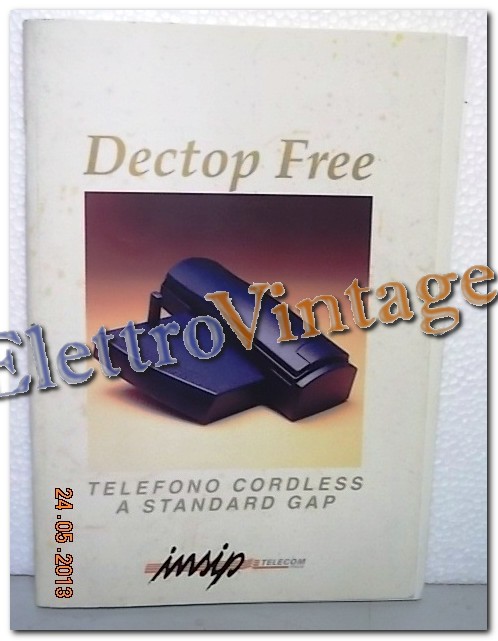 Dectop Free
ElettroVintage
TELEFONO CORDLESS
A STANDARD GAP
insip TELECOM
24.05.2013